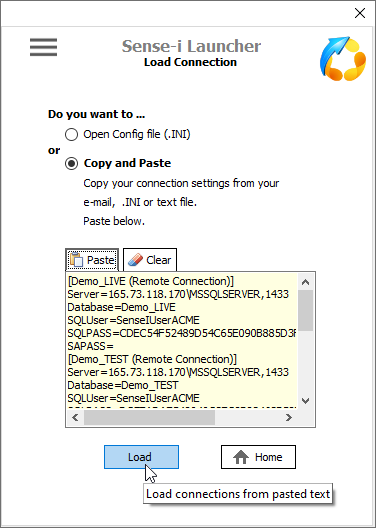 Sense-i Launcher
Load Connection
Do you want to ...
Open Config file (.INI)
or
Copy and Paste
Copy your connection settings from your
e-mail, .INI or text file.
Paste below.
Paste
Clear
[Demo_LIVE (Remote Connection)]
Server=165.73.118.170\MSSQLSERVER,1433
Database=Demo_LIVE
SQLUser=SenseIUserACME
SQLPASS=CDEC54F52489D54C65E090B885D3F
SAPASS=
[Demo_TEST (Remote Connection)]
Server=165.73.118.170\MSSQLSERVER,1433
Database=Demo_TEST
SQLUser=SenseIUserACME
Load
Home
Load connections from pasted text